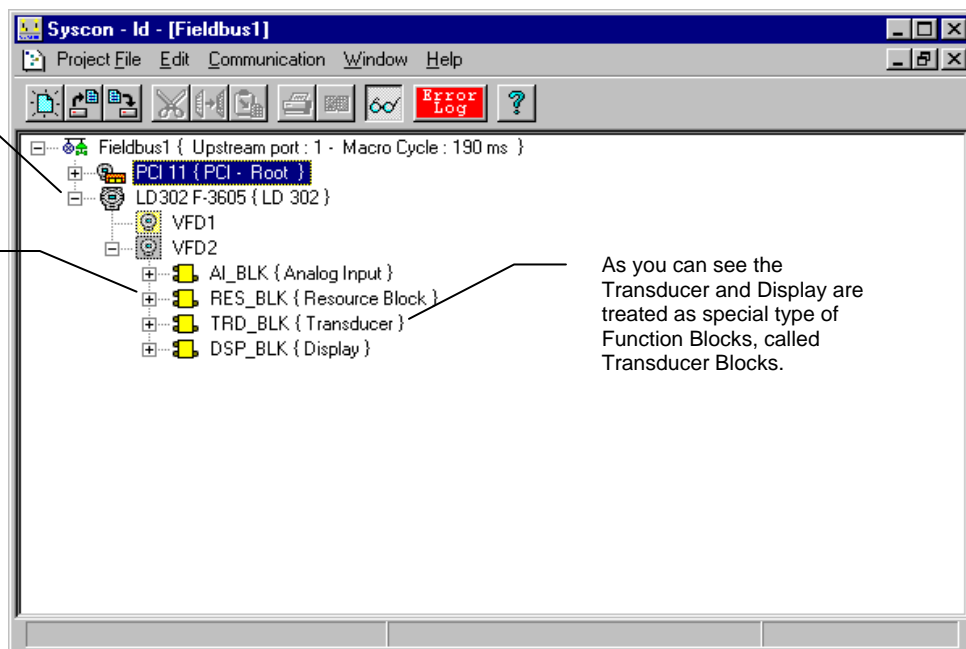 Syscon - Id - [Fieldbus1]
Project File Edit Communication Window Help
Error
Log
?
Fieldbus1 { Upstream port : 1 - Macro Cycle : 190 ms }
PCI 11 { PCI - Root }
LD302 F-3605 { LD 302 }
VFD1
VFD2
AI_BLK { Analog Input }
RES_BLK { Resource Block }
TRD_BLK { Transducer }
DSP_BLK { Display }
As you can see the
Transducer and Display are
treated as special type of
Function Blocks, called
Transducer Blocks.